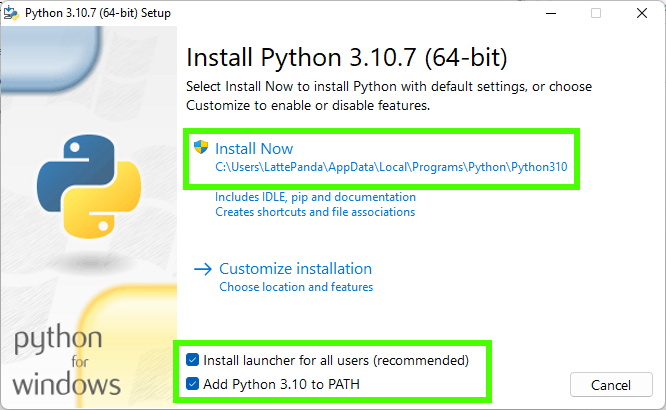 Python 3.10.7 (64-bit) Setup
Install Python 3.10.7 (64-bit)
Select Install Now to install Python with default settings, or choose
Customize to enable or disable features.
Install Now
C:\Users\LattePanda\AppData\Local\Programs\Python\Python310
Includes IDLE, pip and documentation
Creates shortcuts and file associations
Customize installation
Choose location and features
python
for
windows
Install launcher for all users (recommended)
Add Python 3.10 to PATH
Cancel